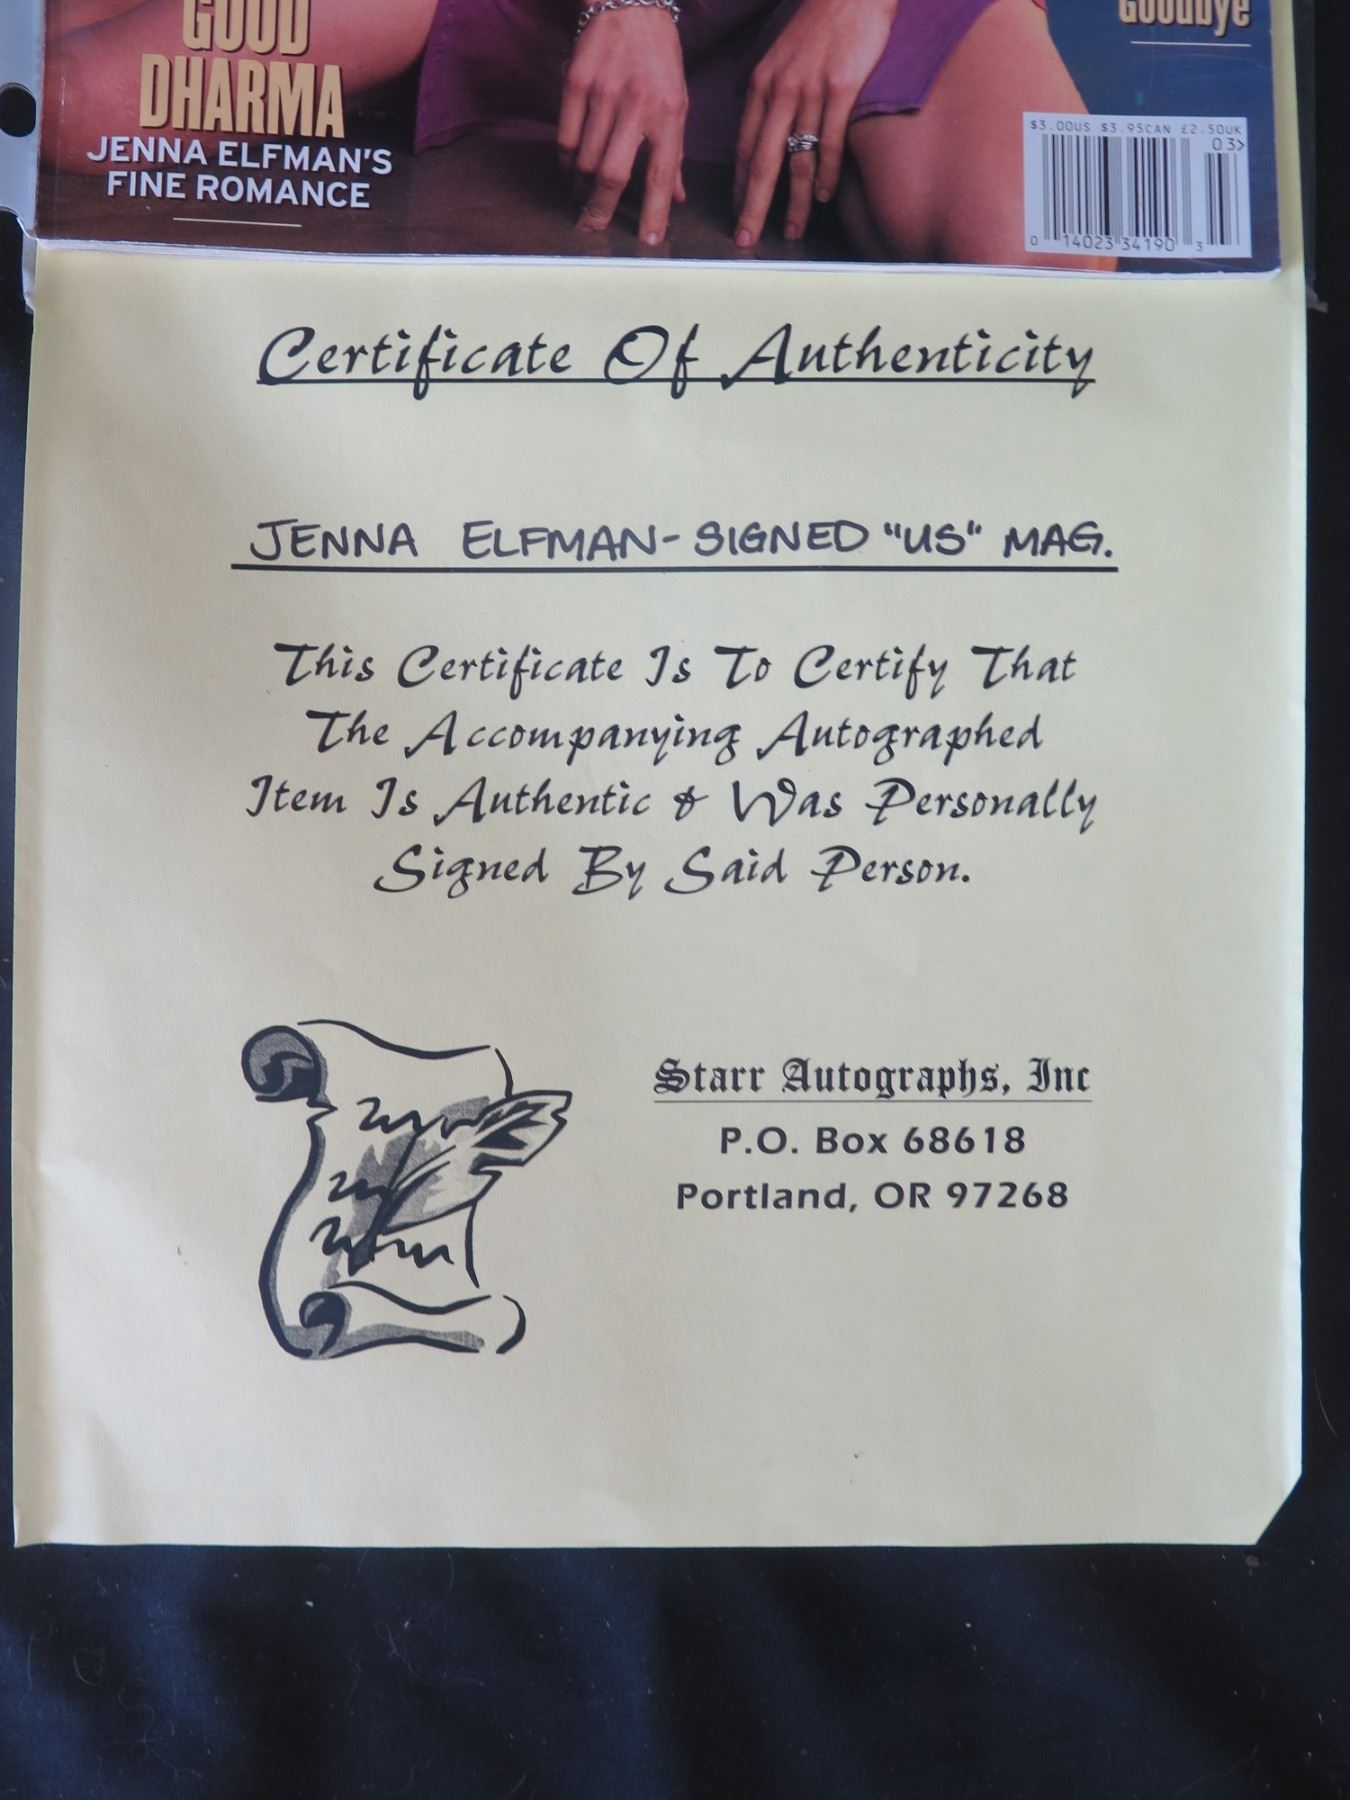 GOOD
DHARMA
JENNA ELFMAN'S
FINE ROMANCE
Goodbye
$3.00US $3.95CAN £2.50UK
03>
0 14023 34190 3
Certificate Of Authenticity
JENNA ELFMAN-SIGNED "US" MAG.
This Certificate Is To Certify That
The Accompanying Autographed
Item Is Authentic & Was Personally
Signed By Said Person.
Starr Autographs, Inc
P.O. Box 68618
Portland, OR 97268